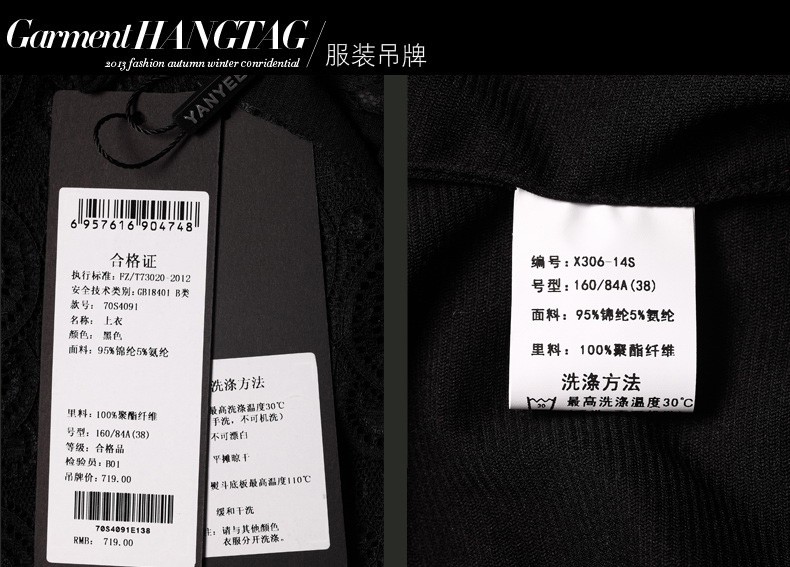 Garment HANGTAG
2013 fashion autumn winter conridential
服装吊牌
6 957616 904748
合格证
执行标准: FZ/T73020-2012
安全技术类别: GB18401 B类
款号: 70S4091
名称: 上衣
颜色: 黑色
面料: 95%锦纶5%氨纶
里料: 100%聚酯纤维
号型: 160/84A(38)
等级: 合格品
检验员: B01
吊牌价: 719.00
70S4091E138
RMB: 719.00
洗涤方法
最高洗涤温度30℃
手洗, 不可机洗)
不可漂白
平摊晾干
熨斗底板最高温度110℃
缓和干洗
注: 请与其他颜色
衣服分开洗涤。
编号: X306-14S
号型: 160/84A(38)
面料: 95%锦纶5%氨纶
里料: 100%聚酯纤维
洗涤方法
30 最高洗涤温度30℃